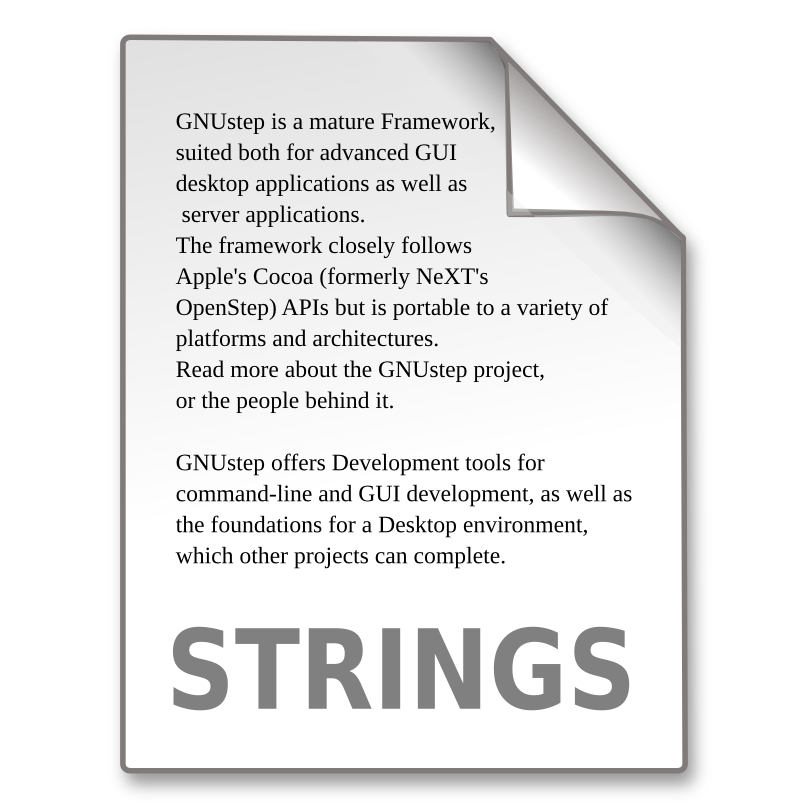 GNUstep is a mature Framework,
suited both for advanced GUI
desktop applications as well as
server applications.
The framework closely follows
Apple's Cocoa (formerly NeXT's
OpenStep) APIs but is portable to a variety of
platforms and architectures.
Read more about the GNUstep project,
or the people behind it.

GNUstep offers Development tools for
command-line and GUI development, as well as
the foundations for a Desktop environment,
which other projects can complete.
STRINGS